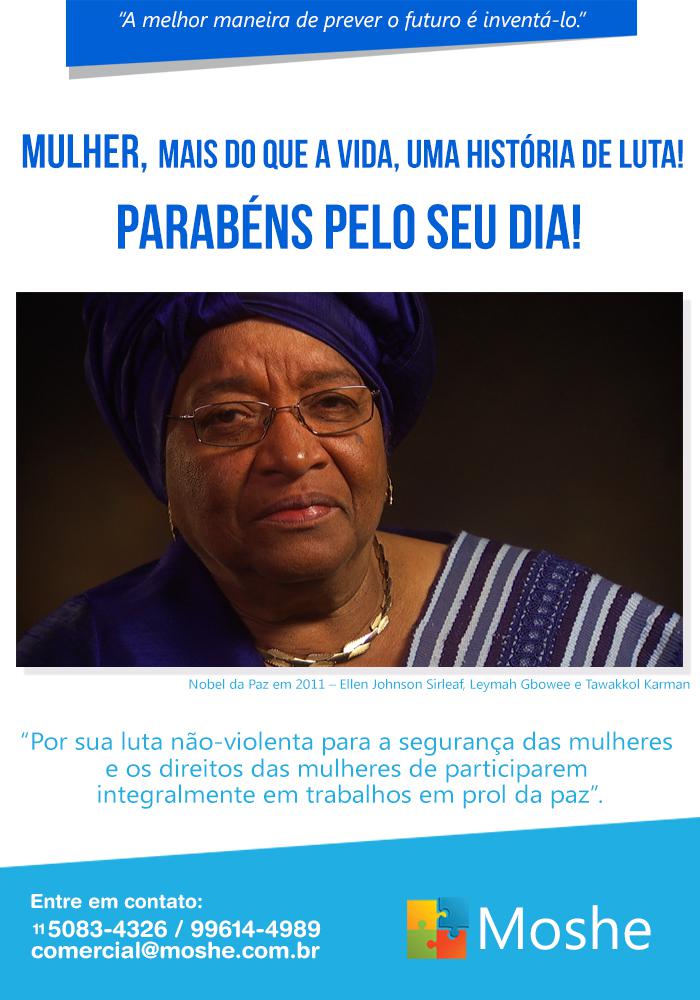 “A melhor maneira de prever o futuro é inventá-lo.”
MULHER, MAIS DO QUE A VIDA, UMA HISTÓRIA DE LUTA!
PARABÉNS PELO SEU DIA!
Nobel da Paz em 2011 – Ellen Johnson Sirleaf, Leymah Gbowee e Tawakkol Karman
“Por sua luta não-violenta para a segurança das mulheres
e os direitos das mulheres de participarem
integralmente em trabalhos em prol da paz”.
Entre em contato:
11 5083-4326 / 99614-4989
comercial@moshe.com.br
Moshe